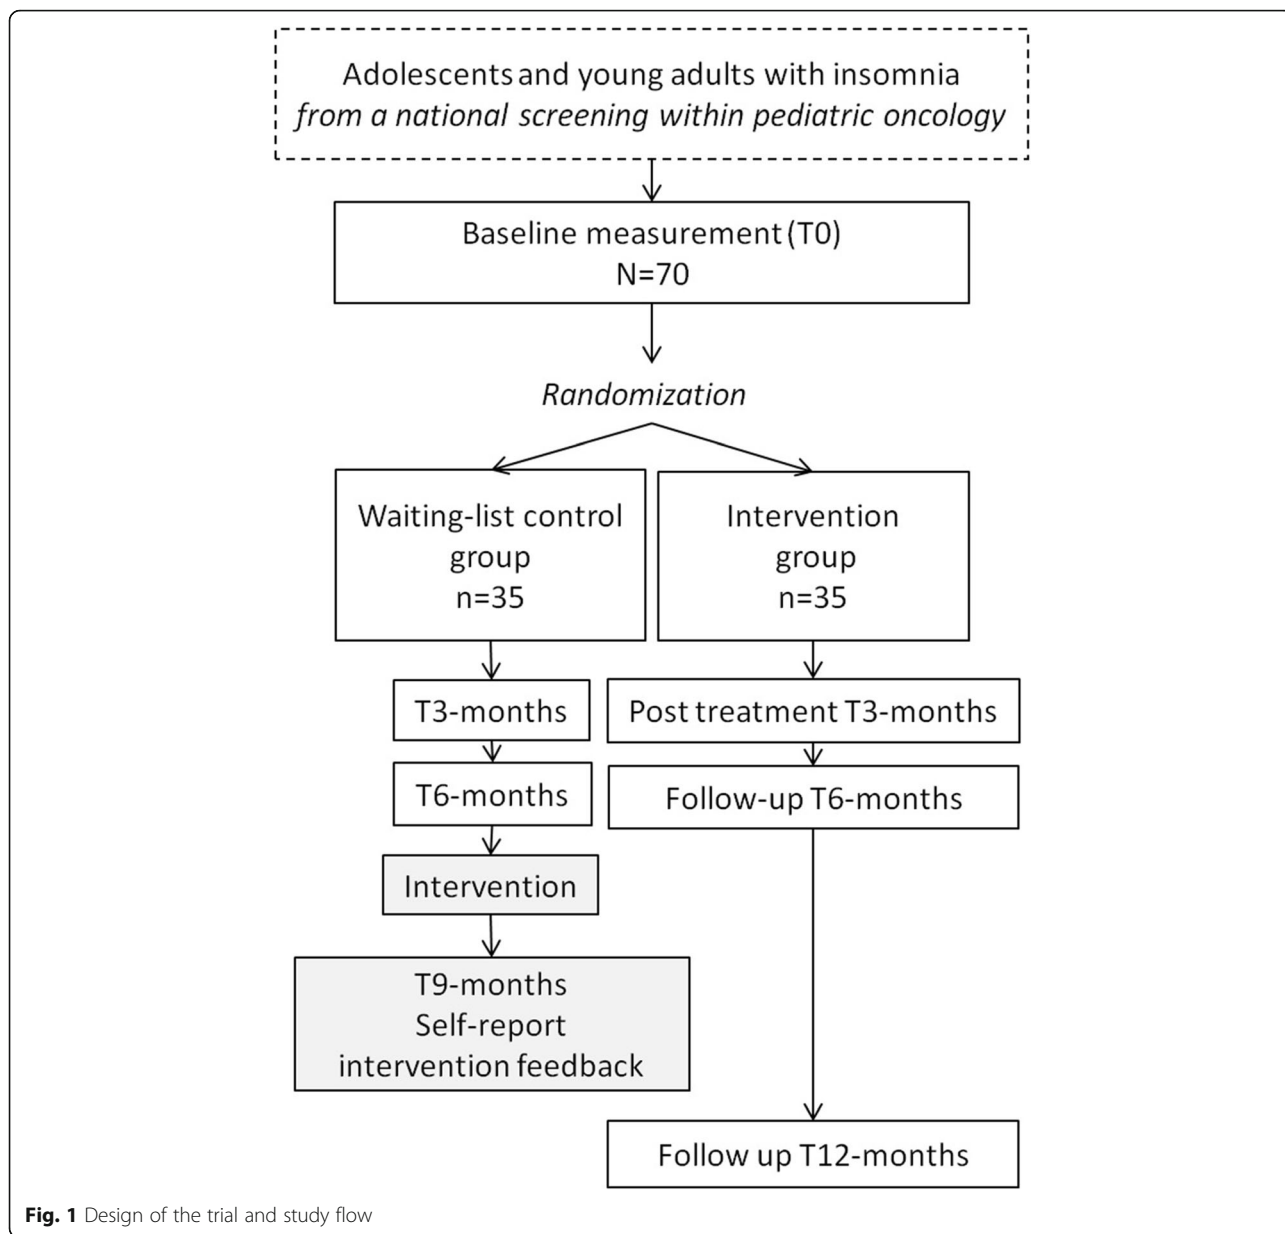 Adolescents and young adults with insomnia
from a national screening within pediatric oncology
Baseline measurement (T0)
N=70
Randomization
Waiting-list control
group
n=35
Intervention
group
n=35
T3-months
Post treatment T3-months
T6-months
Follow-up T6-months
Intervention
T9-months
Self-report
intervention feedback
Follow up T12-months
Fig. 1 Design of the trial and study flow